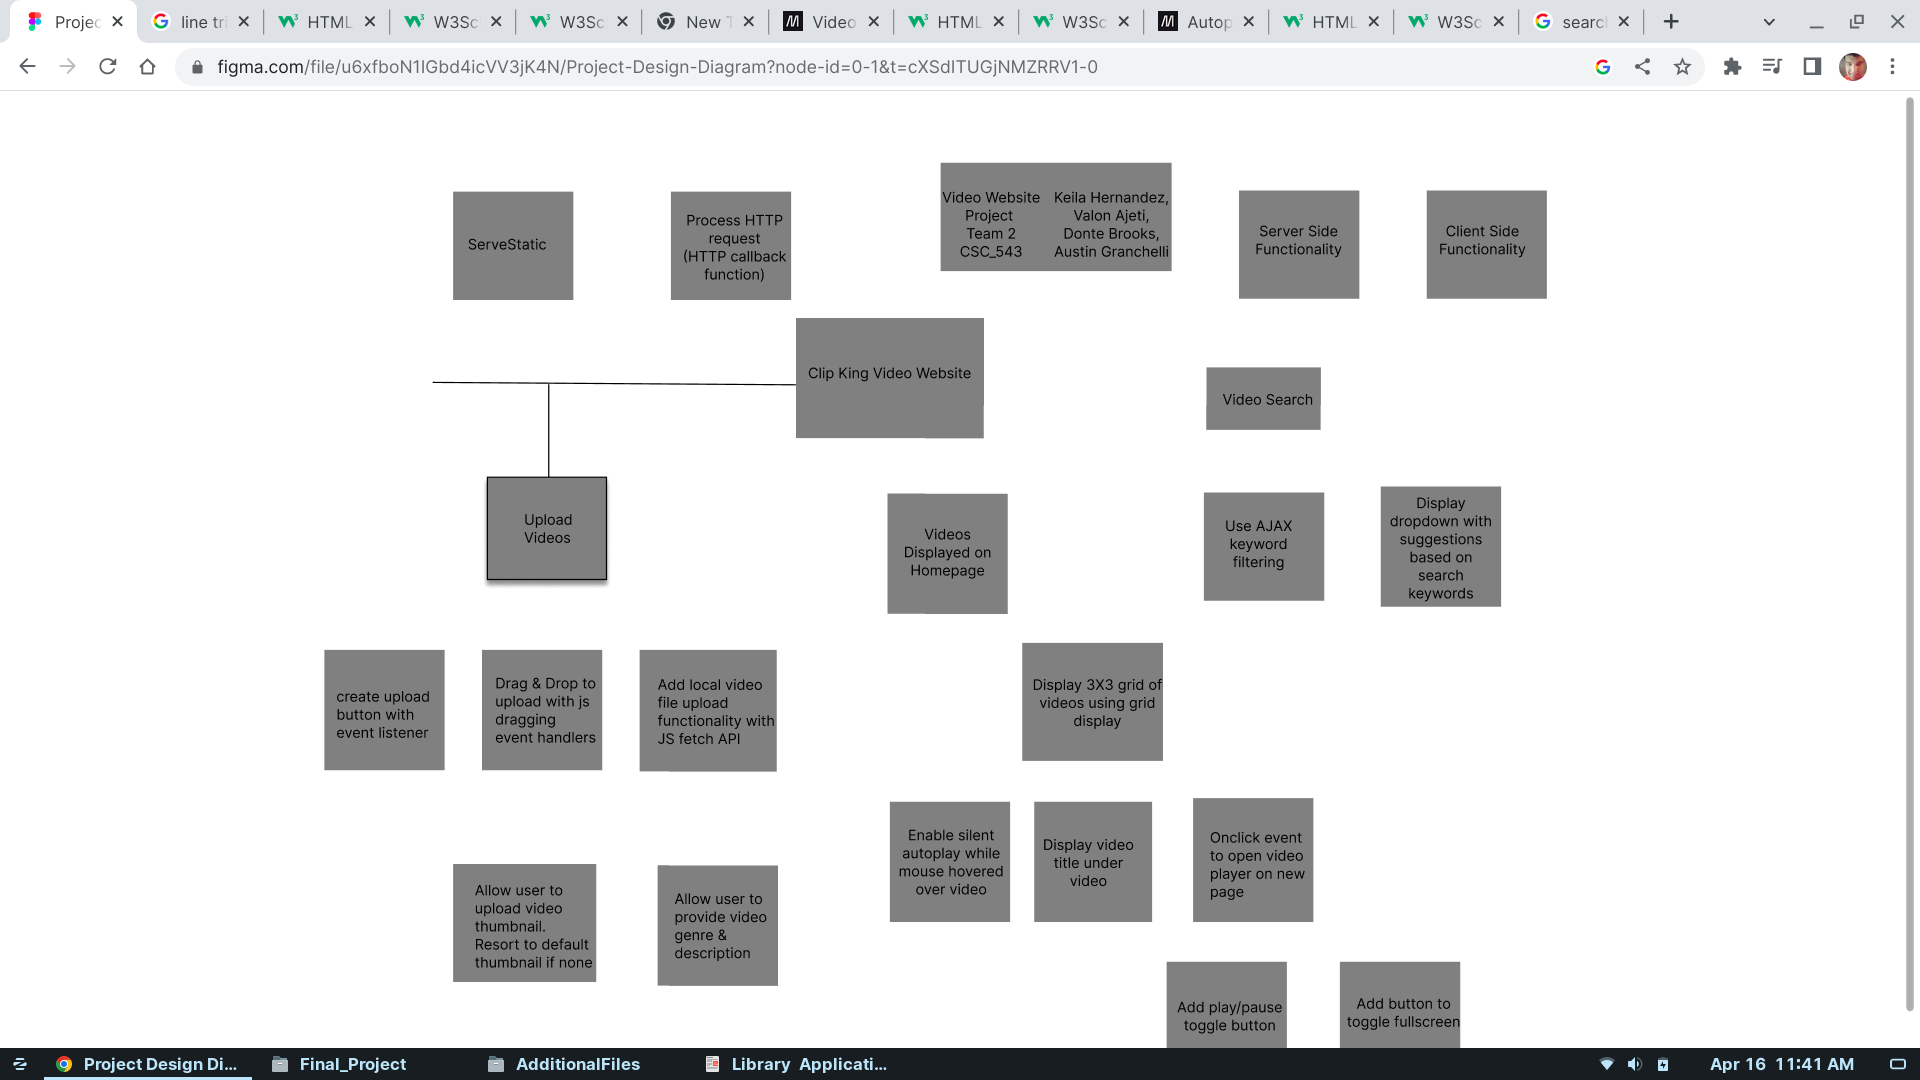 Projec
line tri
HTML
W3Sc
W3Sc
New T
Video
HTML
W3Sc
Autop
HTML
W3Sc
searc
figma.com/file/u6xfboN1IGbd4icVV3jK4N/Project-Design-Diagram?node-id=0-1&t=cXSdITUGjNMZRRV1-0
ServeStatic
Process HTTP
request
(HTTP callback
function)
Video Website
Project
Team 2
CSC_543
Keila Hernandez,
Valon Ajeti,
Donte Brooks,
Austin Granchelli
Server Side
Functionality
Client Side
Functionality
Clip King Video Website
Video Search
Upload
Videos
Videos
Displayed on
Homepage
Use AJAX
keyword
filtering
Display
dropdown with
suggestions
based on
search
keywords
create upload
button with
event listener
Drag & Drop to
upload with js
dragging
event handlers
Add local video
file upload
functionality with
JS fetch API
Display 3X3 grid of
videos using grid
display
Enable silent
autoplay while
mouse hovered
over video
Display video
title under
video
Onclick event
to open video
player on new
page
Allow user to
upload video
thumbnail.
Resort to default
thumbnail if none
Allow user to
provide video
genre &
description
Add play/pause
toggle button
Add button to
toggle fullscreen
Project Design Di...
Final_Project
AdditionalFiles
Library Applicati...
Apr 16 11:41 AM